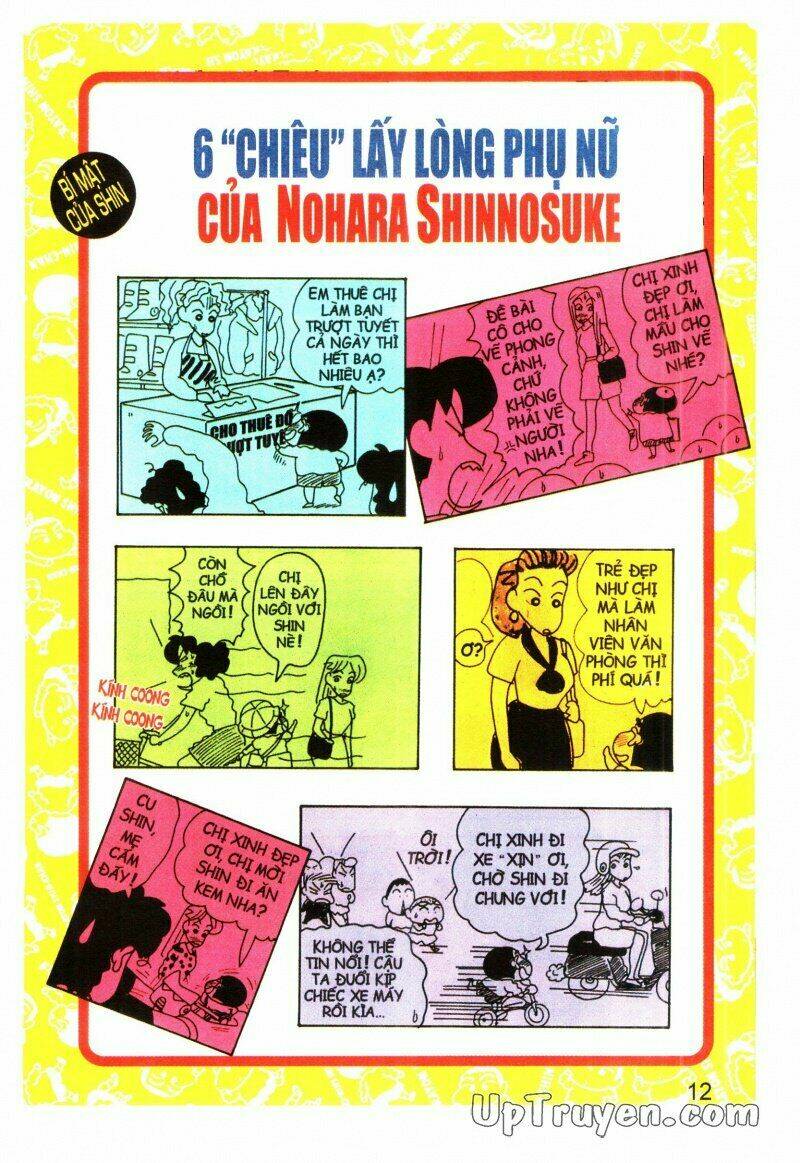 BÍ MẬT
CỦA SHIN
6 "CHIÊU" LẤY LÒNG PHỤ NỮ
CỦA NOHARA SHINNOSUKE
EM THUÊ CHỊ
LÀM BẠN
TRƯỢT TUYẾT
CẢ NGÀY THÌ
HẾT BAO
NHIÊU Ạ?
CHO THUÊ ĐỒ
TRƯỢT TUYẾT
CHỊ XINH
ĐẸP ƠI,
CHỊ LÀM
MẪU CHO
SHIN VẼ
NHÉ?
ĐỀ BÀI
CÔ CHO
VẼ PHONG
CẢNH,
CHỨ
KHÔNG
PHẢI VẼ
NGƯỜI
NHA!
CÒN
CHỖ
ĐÂU MÀ
NGỒI!
CHỊ
LÊN ĐÂY
NGỒI VỚI
SHIN
NÈ!
KÍNH COONG
KÍNH COONG
Ơ?
TRẺ ĐẸP
NHƯ CHỊ
MÀ LÀM
NHÂN
VIÊN VĂN
PHÒNG THÌ
PHÍ QUÁ!
CU
SHIN,
MẸ
CẤM
ĐẤY!
CHỊ XINH ĐẸP
ƠI, CHỊ MỜI
SHIN ĐI ĂN
KEM NHA?
ÔI
TRỜI!
CHỊ XINH ĐI
XE "XỊN" ƠI,
CHỜ SHIN ĐI
CHUNG VỚI!
KHÔNG THỂ
TIN NỔI! CẬU
TA ĐUỔI KỊP
CHIẾC XE MÁY
RỒI KÌA...
12
UpTruyen.com